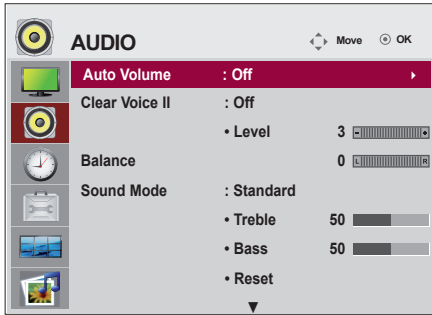 AUDIO Move OK
Auto Volume : Off
Clear Voice II : Off
• Level 3 - +
Balance 0 L R
Sound Mode : Standard
• Treble 50
• Bass 50
• Reset
▼